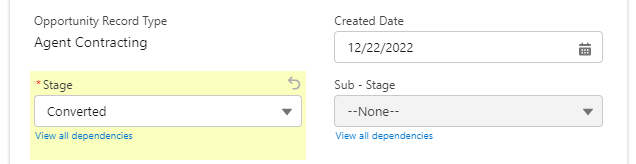 Opportunity Record Type
Agent Contracting
Created Date
12/22/2022
*Stage
Converted
View all dependencies
Sub - Stage
--None--
View all dependencies